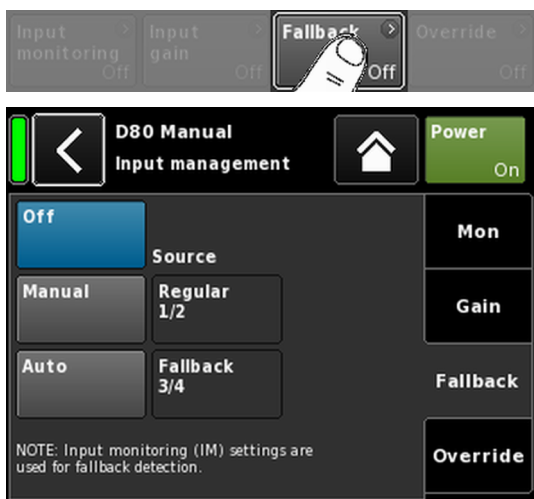 Input monitoring Off
Input gain Off
Fallback Off
Override Off
D80 Manual
Input management
Power
On
Off
Source
Mon
Manual
Regular
1/2
Gain
Auto
Fallback
3/4
Fallback
NOTE: Input monitoring (IM) settings are
used for fallback detection.
Override